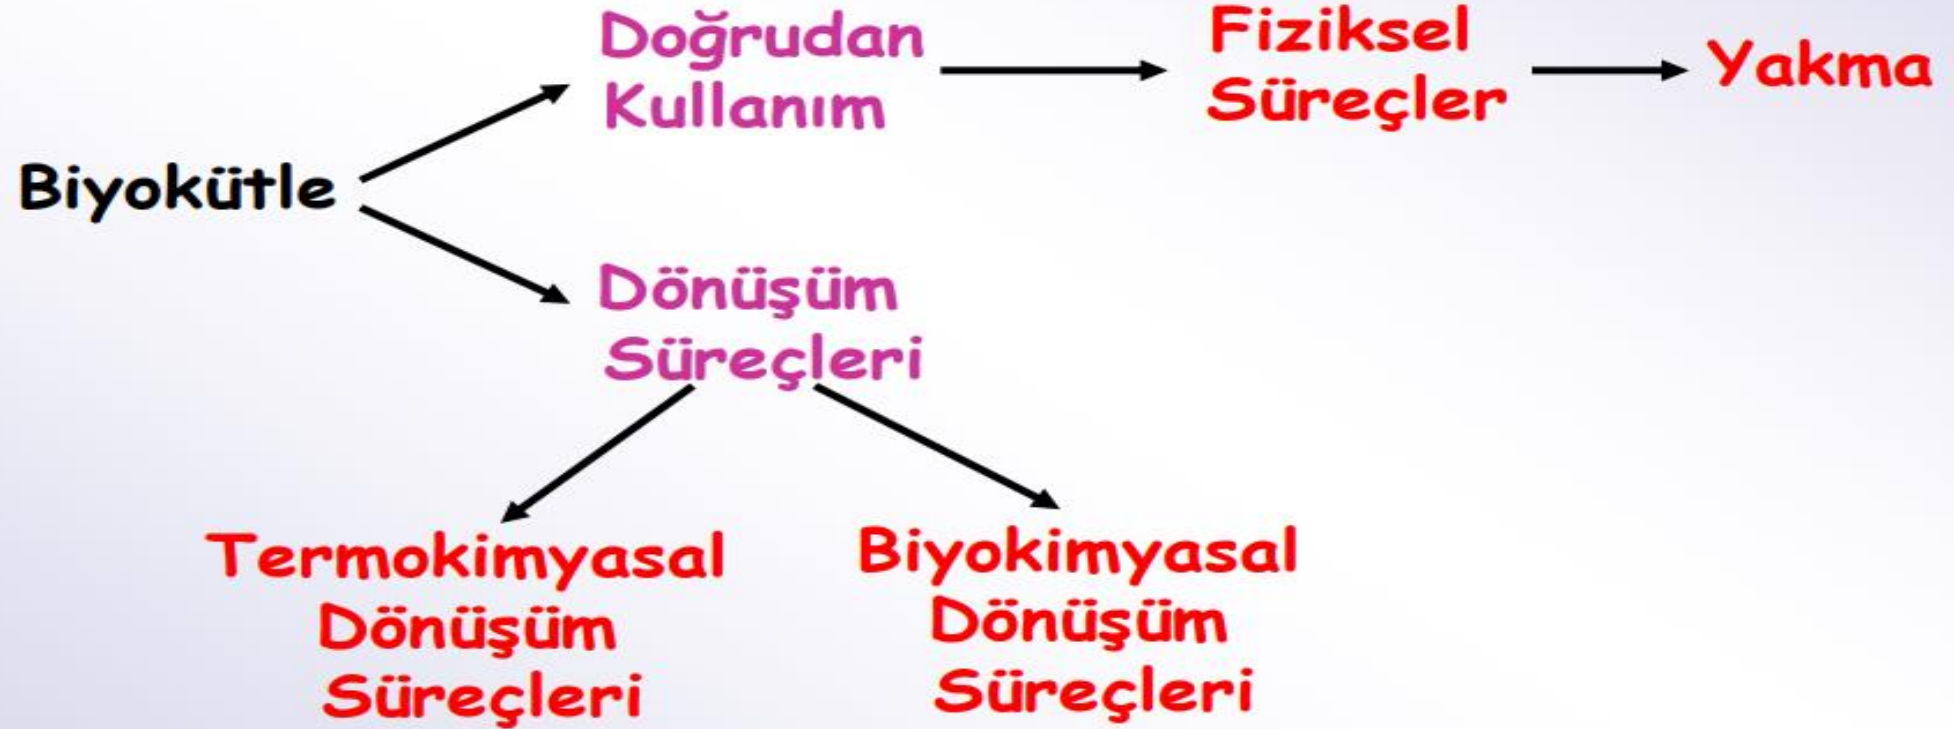 Biyokütle
Doğrudan
Kullanım
Fiziksel
Süreçler
Yakma
Dönüşüm
Süreçleri
Termokimyasal
Dönüşüm
Süreçleri
Biyokimyasal
Dönüşüm
Süreçleri